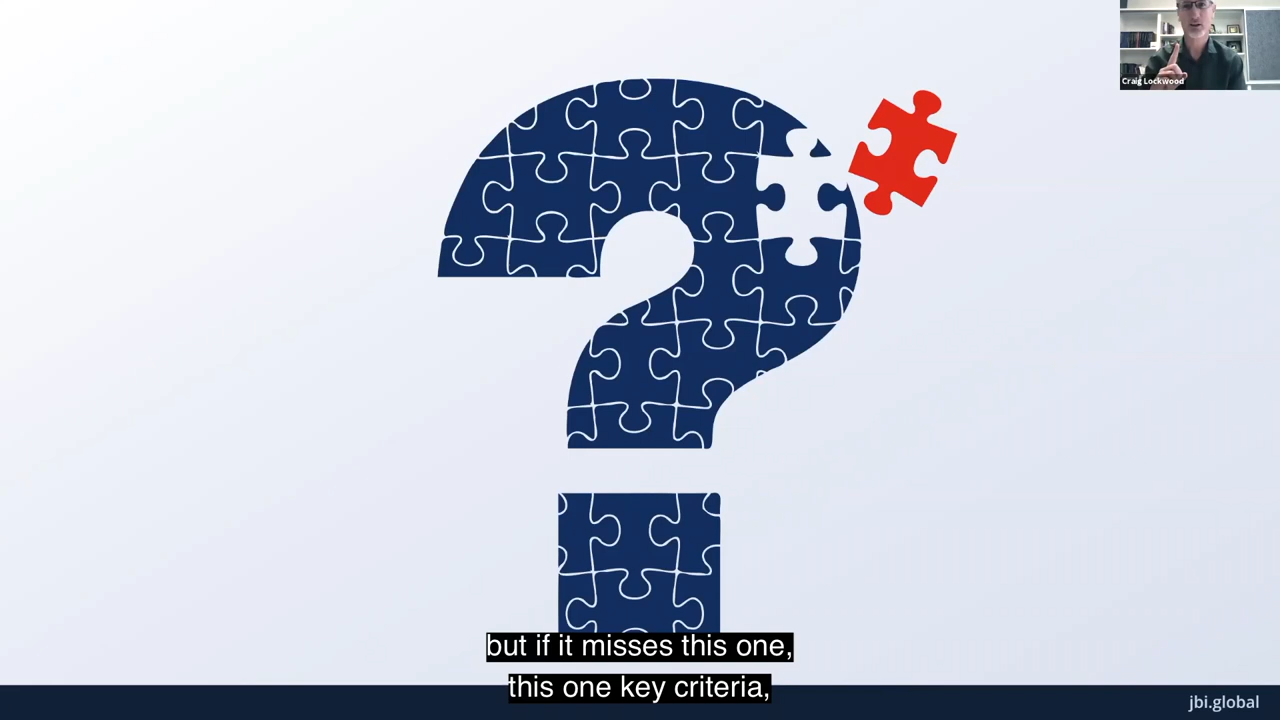 Craig Lockwood
but if it misses this one,
this one key criteria,
jbi.global